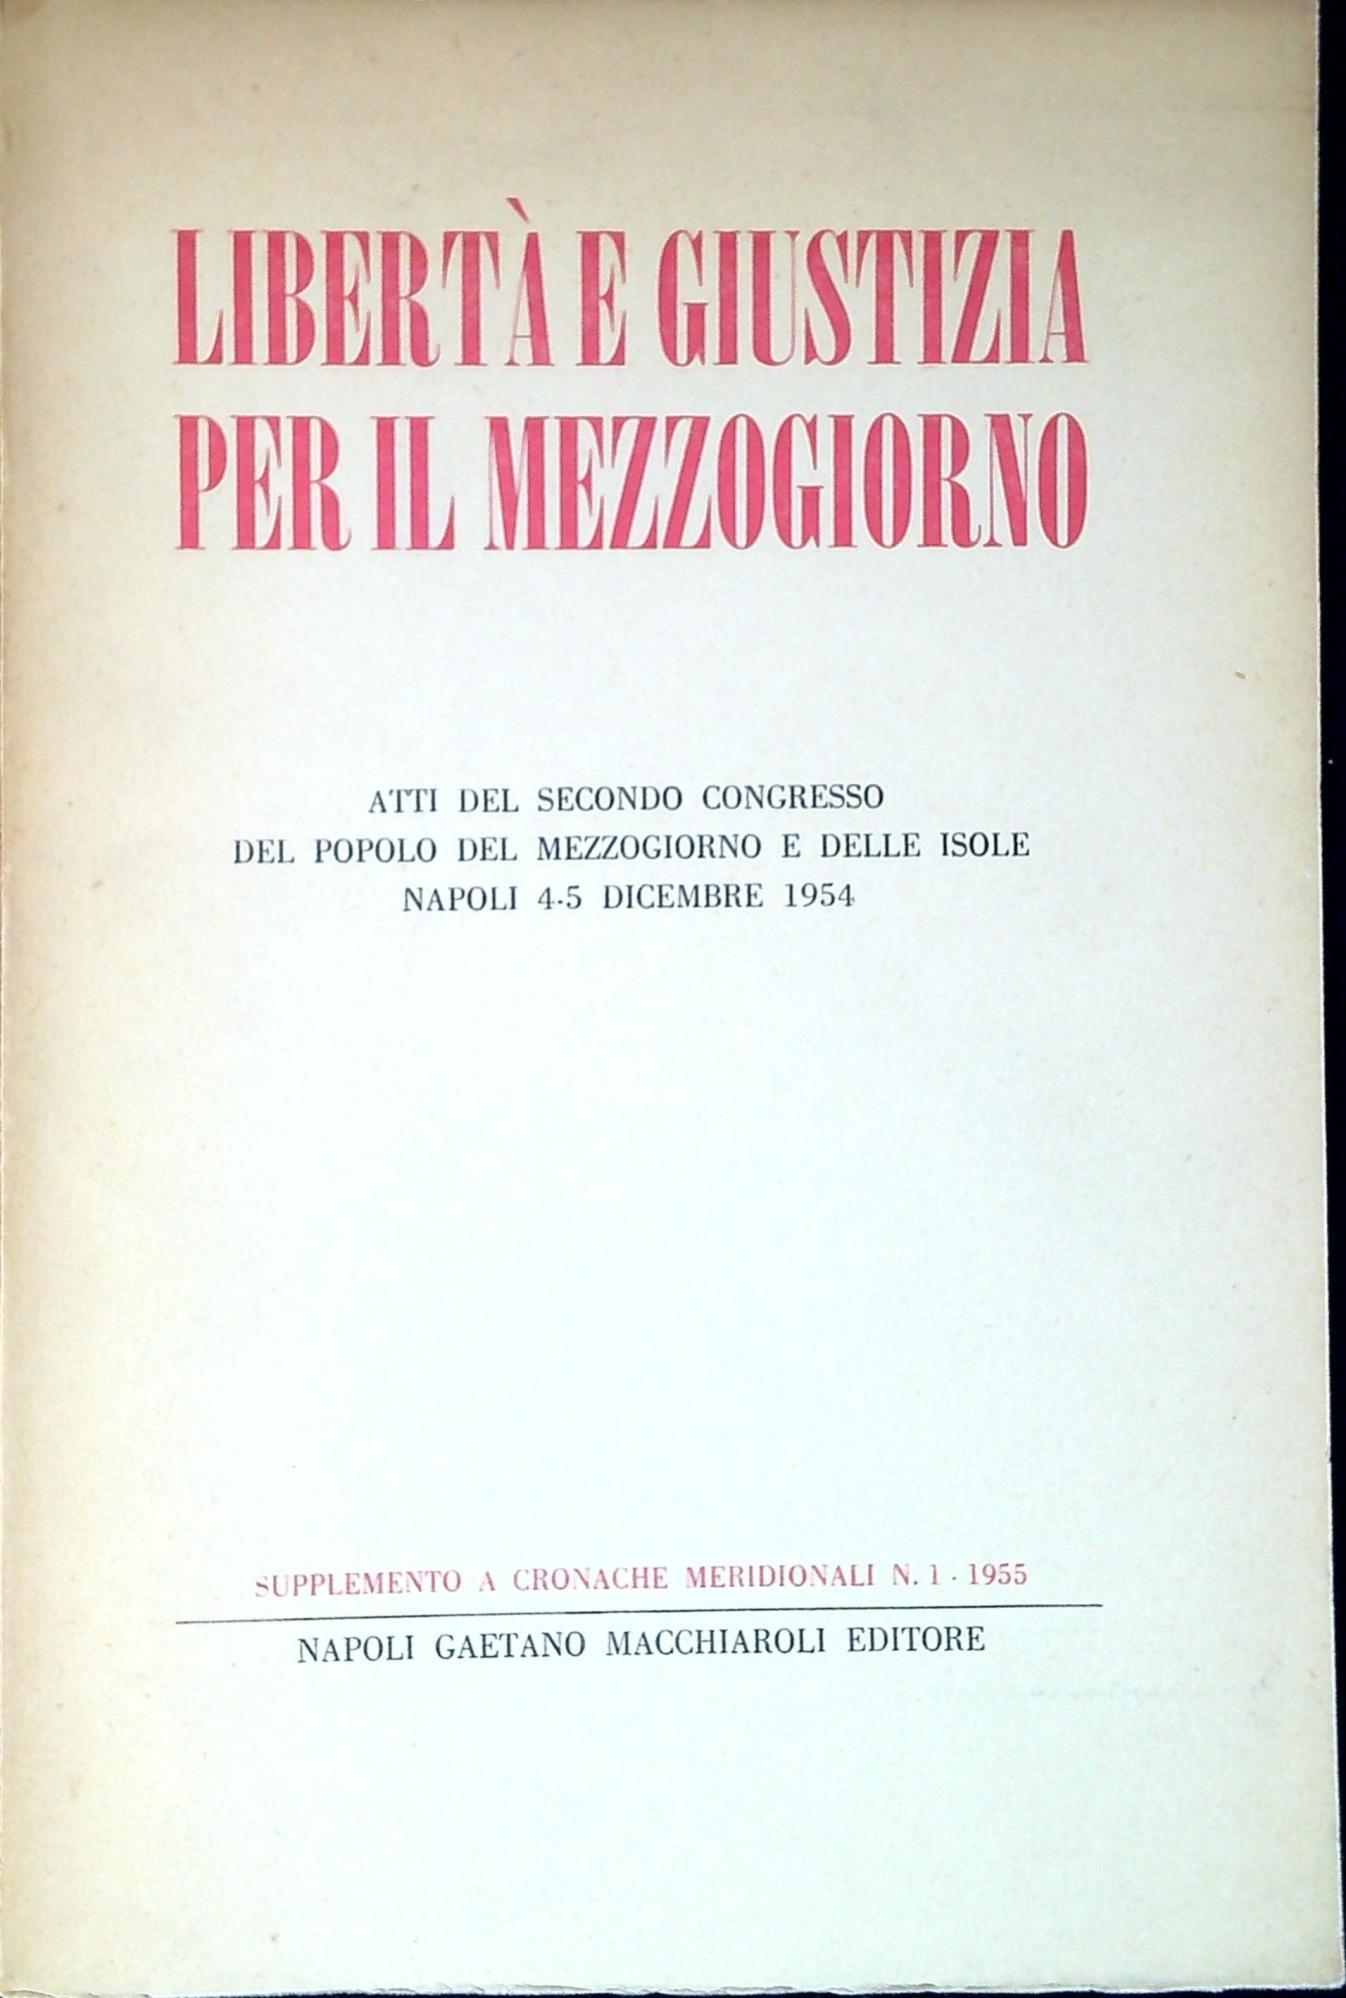 LIBERTÀ E GIUSTIZIA
PER IL MEZZOGIORNO
ATTI DEL SECONDO CONGRESSO
DEL POPOLO DEL MEZZOGIORNO E DELLE ISOLE
NAPOLI 4-5 DICEMBRE 1954
SUPPLEMENTO A CRONACHE MERIDIONALI N. 1 - 1955
NAPOLI GAETANO MACCHIAROLI EDITORE